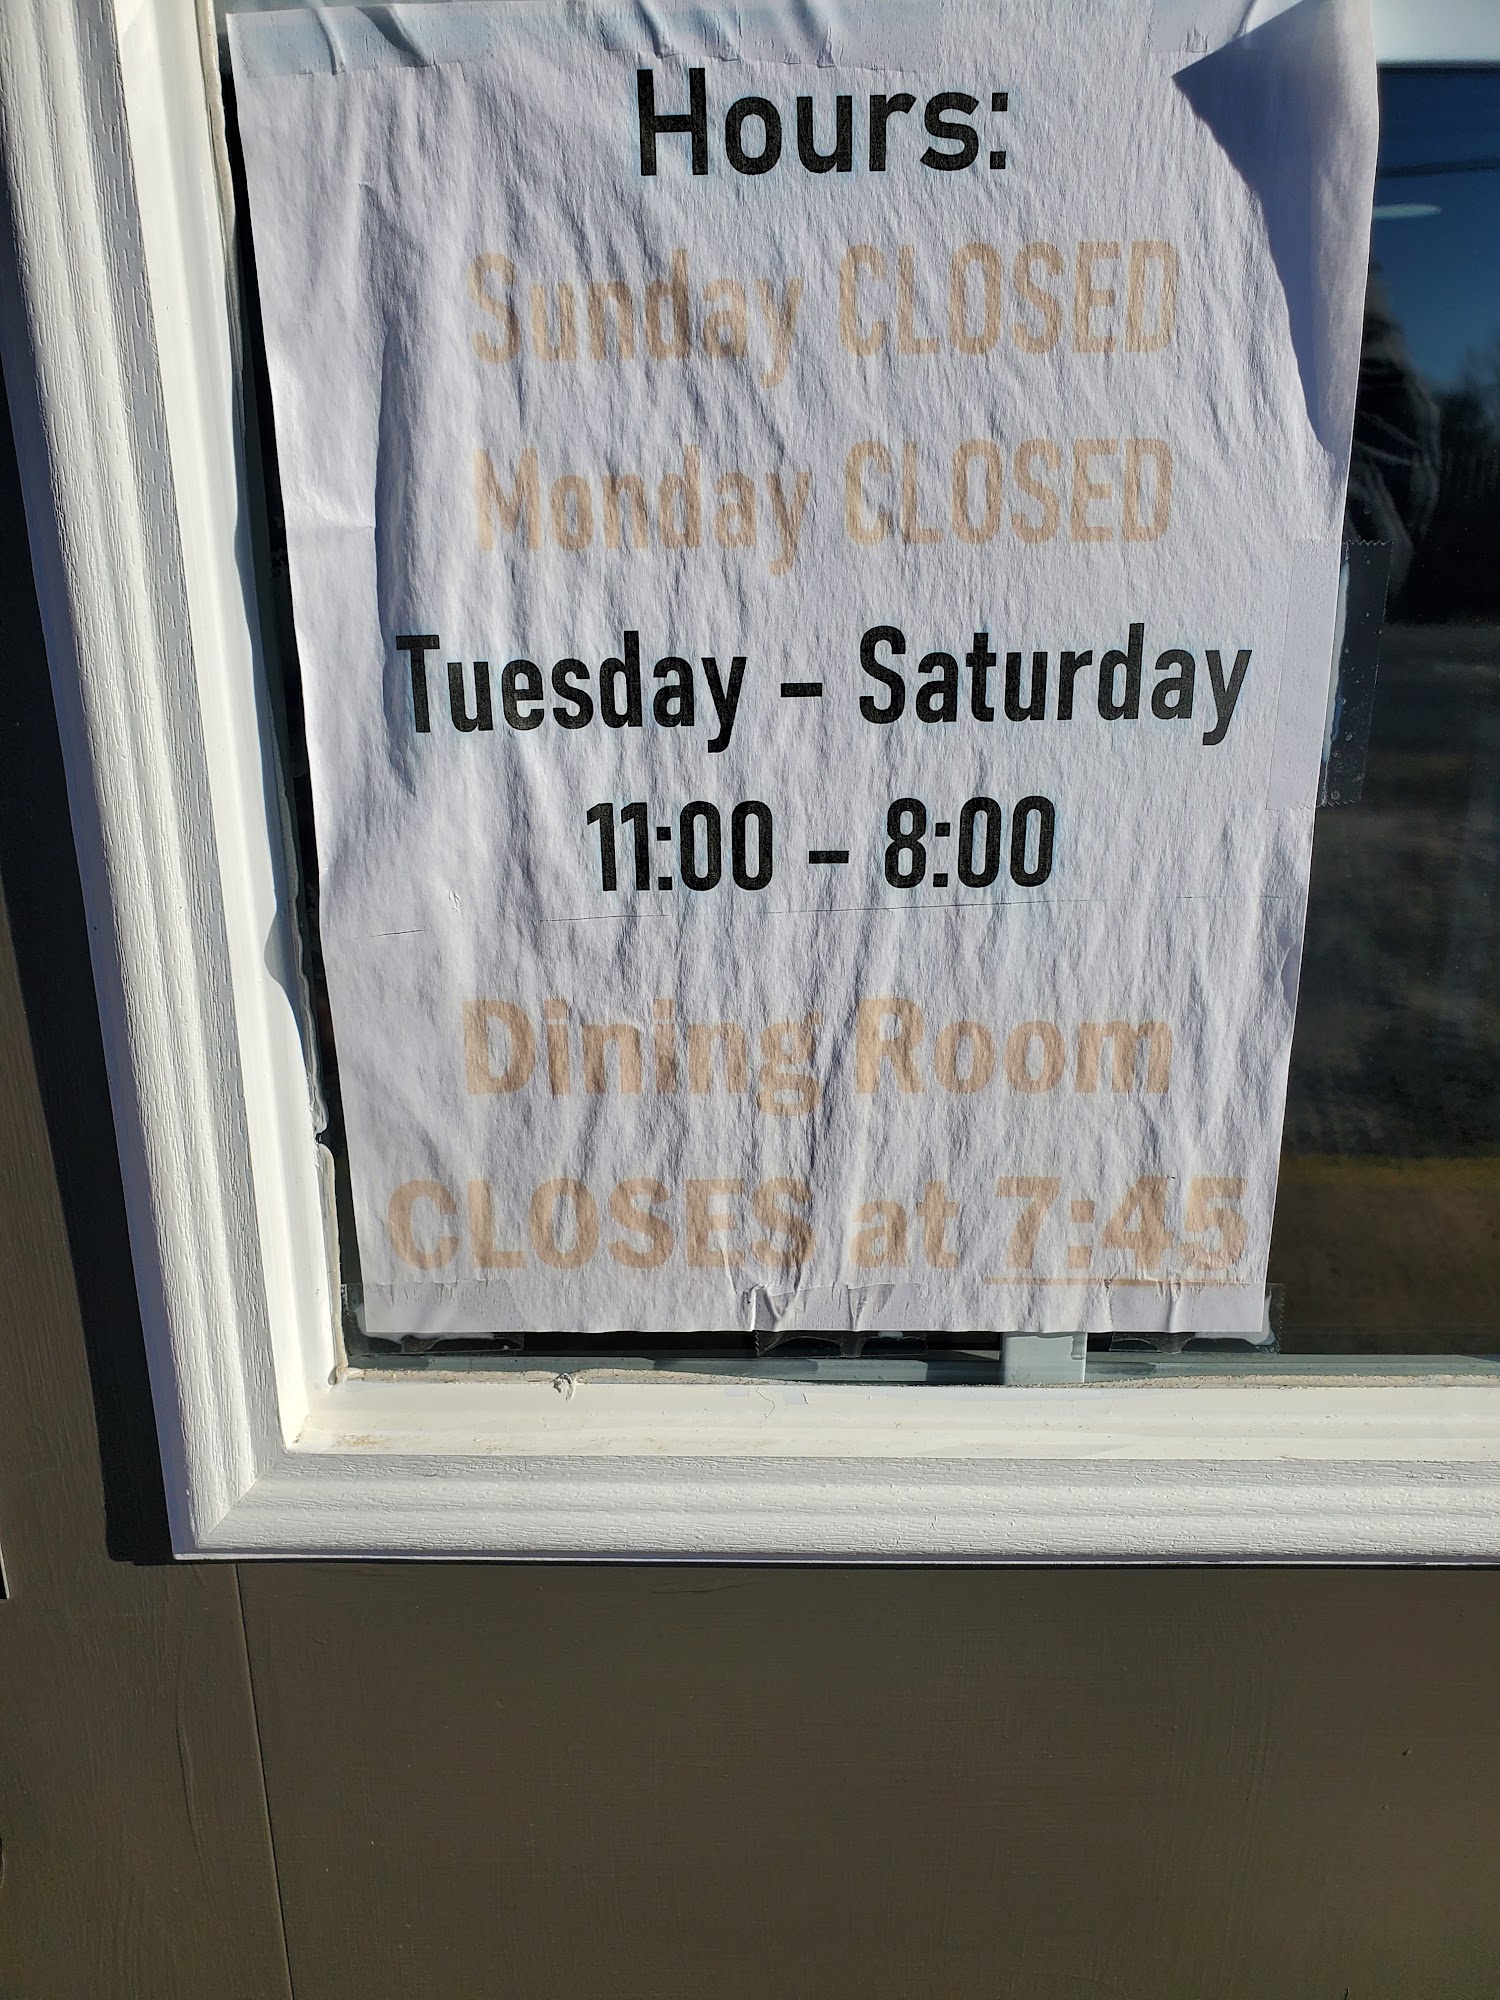 Hours:
Sunday CLOSED
Monday CLOSED
Tuesday – Saturday
11:00 – 8:00
Dining Room
CLOSES at 7:45